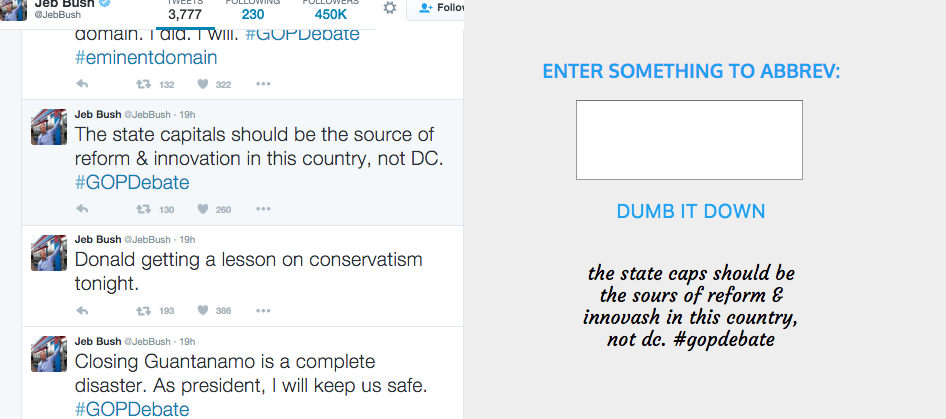 Jeb Bush
@JebBush
TWEETS
3,777
FOLLOWING
230
FOLLOWERS
450K
Follow
domain. I did. I will. #GOPDebate
#eminentdomain
132 322
Jeb Bush @JebBush · 19h
The state capitals should be the source of
reform & innovation in this country, not DC.
#GOPDebate
130 260
Jeb Bush @JebBush · 19h
Donald getting a lesson on conservatism
tonight.
193 386
Jeb Bush @JebBush · 19h
Closing Guantanamo is a complete
disaster. As president, I will keep us safe.
#GOPDebate
ENTER SOMETHING TO ABBREV:
DUMB IT DOWN
the state caps should be
the sours of reform &
innovash in this country,
not dc. #gopdebate